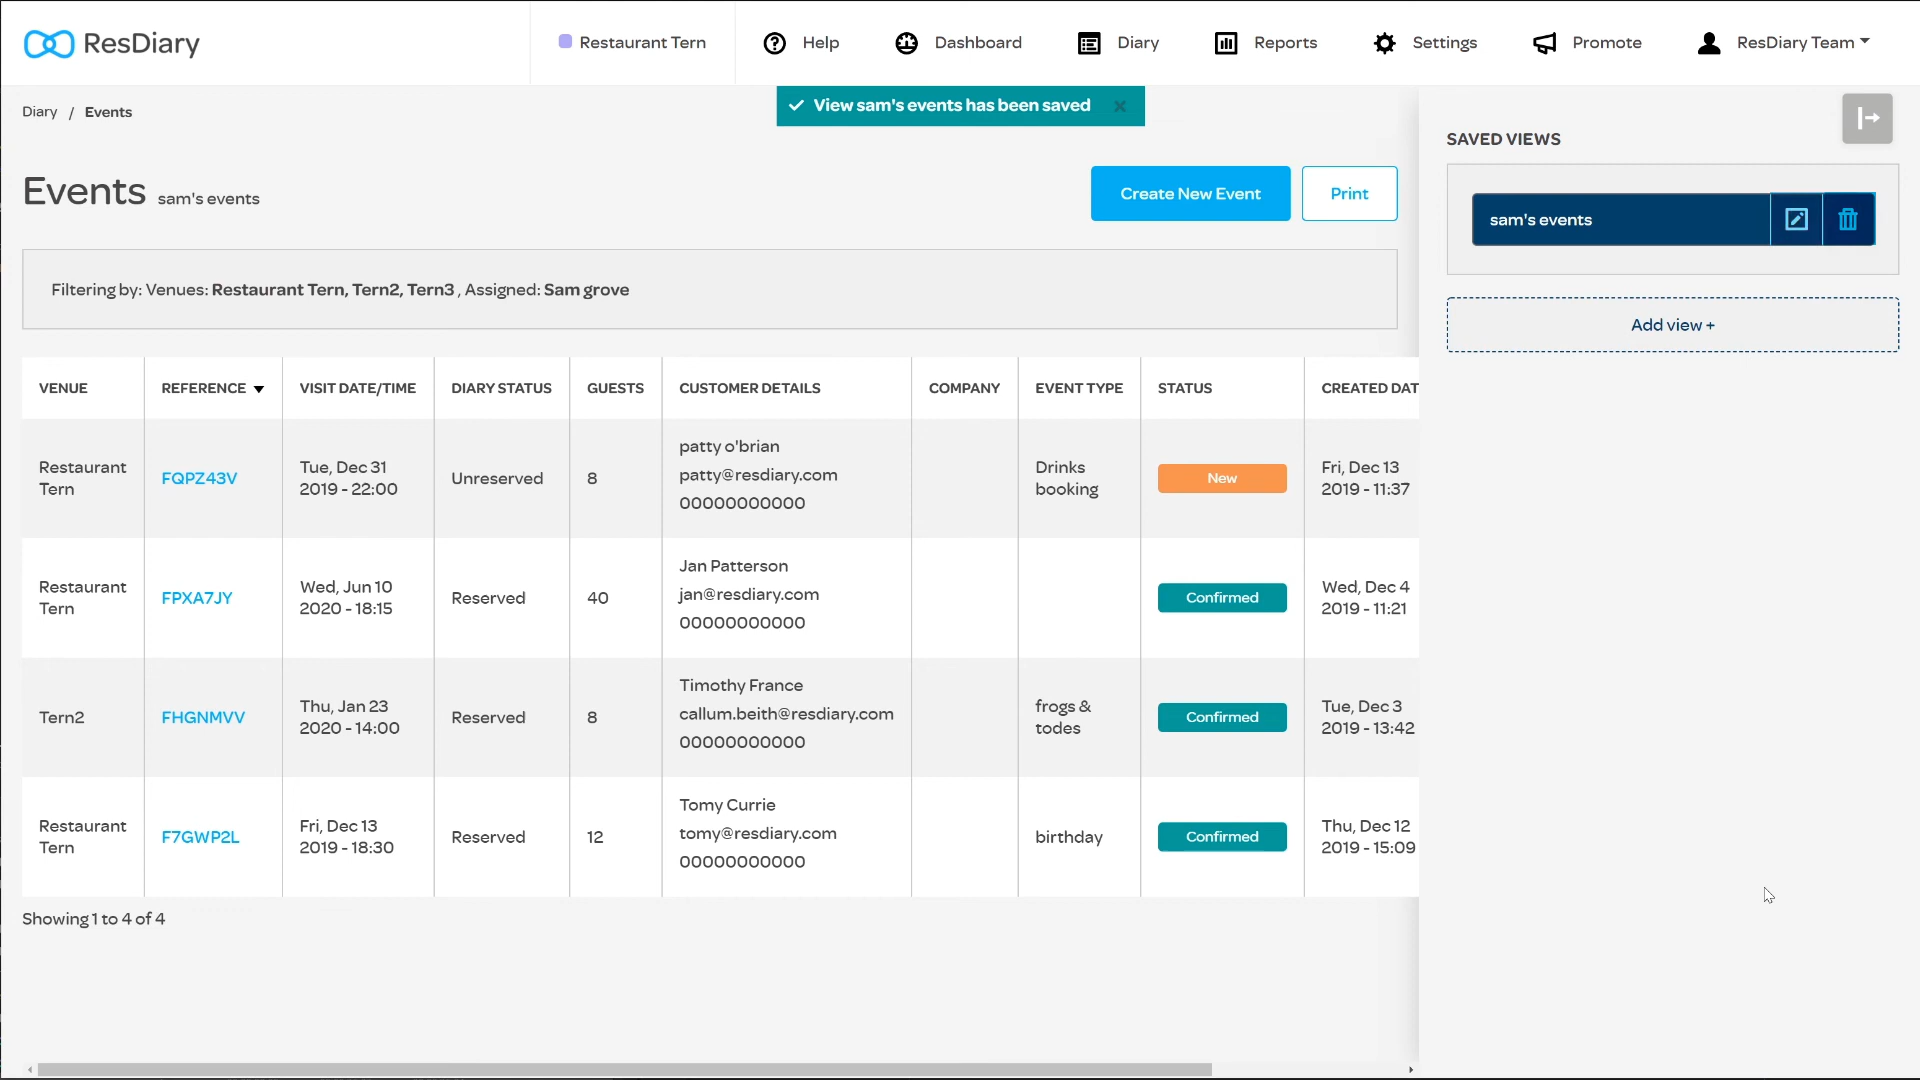 ResDiary
Restaurant Tern
Help
Dashboard
Diary
Reports
Settings
Promote
ResDiary Team
Diary / Events
View sam's events has been saved
Events sam's events
Create New Event
Print
Filtering by: Venues: Restaurant Tern, Tern2, Tern3 , Assigned: Sam grove
VENUE REFERENCE VISIT DATE/TIME DIARY STATUS GUESTS CUSTOMER DETAILS COMPANY EVENT TYPE STATUS CREATED DAT
Restaurant Tern
FQPZ43V
Tue, Dec 31
2019 - 22:00
Unreserved
8
patty o'brian
patty@resdiary.com
00000000000
Drinks
booking
New
Fri, Dec 13
2019 - 11:37
Restaurant
Tern
FPXA7JY
Wed, Jun 10
2020 - 18:15
Reserved
40
Jan Patterson
jan@resdiary.com
00000000000
Confirmed
Wed, Dec 4
2019 - 11:21
Tern2
FHGNMVV
Thu, Jan 23
2020 - 14:00
Reserved
8
Timothy France
callum.beith@resdiary.com
00000000000
frogs &
todes
Confirmed
Tue, Dec 3
2019 - 13:42
Restaurant
Tern
F7GWP2L
Fri, Dec 13
2019 - 18:30
Reserved
12
Tomy Currie
tomy@resdiary.com
00000000000
birthday
Confirmed
Thu, Dec 12
2019 - 15:09
Showing 1 to 4 of 4
SAVED VIEWS
sam's events
Add view +